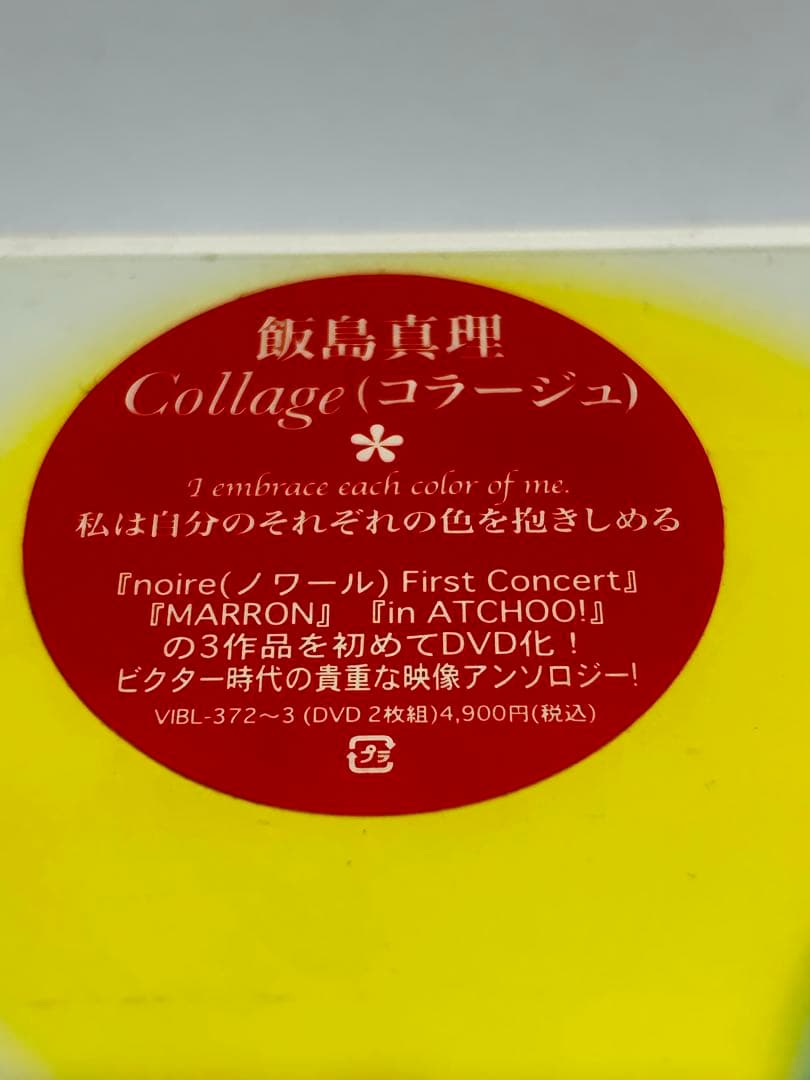 飯島真理
Collage (コラージュ)
*
I embrace each color of me.
私は自分のそれぞれの色を抱きしめる
『noire(ノワール) First Concert』
『MARRON』 『in ATCHOO!』
の3作品を初めてDVD化！
ビクター時代の貴重な映像アンソロジー!
VIBL-372〜3 (DVD 2枚組)4,900円(税込)
プラ